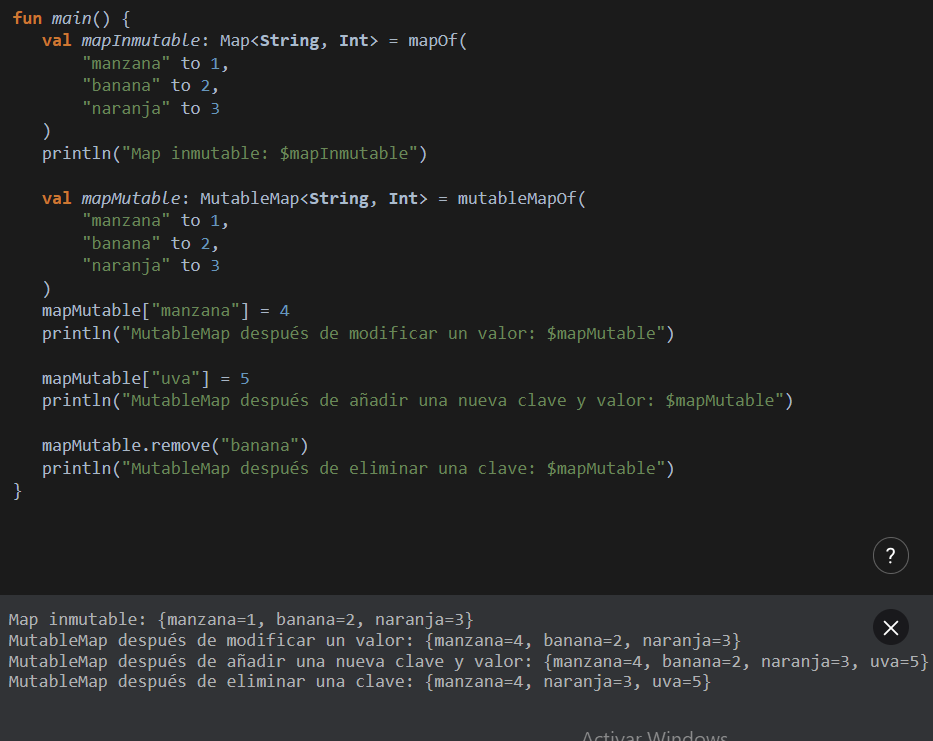 fun main() {
val mapInmutable: Map<String, Int> = mapOf(
"manzana" to 1,
"banana" to 2,
"naranja" to 3
)
println("Map inmutable: $mapInmutable")
val mapMutable: MutableMap<String, Int> = mutableMapOf(
"manzana" to 1,
"banana" to 2,
"naranja" to 3
)
mapMutable["manzana"] = 4
println("MutableMap después de modificar un valor: $mapMutable")
mapMutable["uva"] = 5
println("MutableMap después de añadir una nueva clave y valor: $mapMutable")
mapMutable.remove("banana")
println("MutableMap después de eliminar una clave: $mapMutable")
}
?
Map inmutable: {manzana=1, banana=2, naranja=3}
MutableMap después de modificar un valor: {manzana=4, banana=2, naranja=3}
MutableMap después de añadir una nueva clave y valor: {manzana=4, banana=2, naranja=3, uva=5}
MutableMap después de eliminar una clave: {manzana=4, naranja=3, uva=5}
Activar Windows